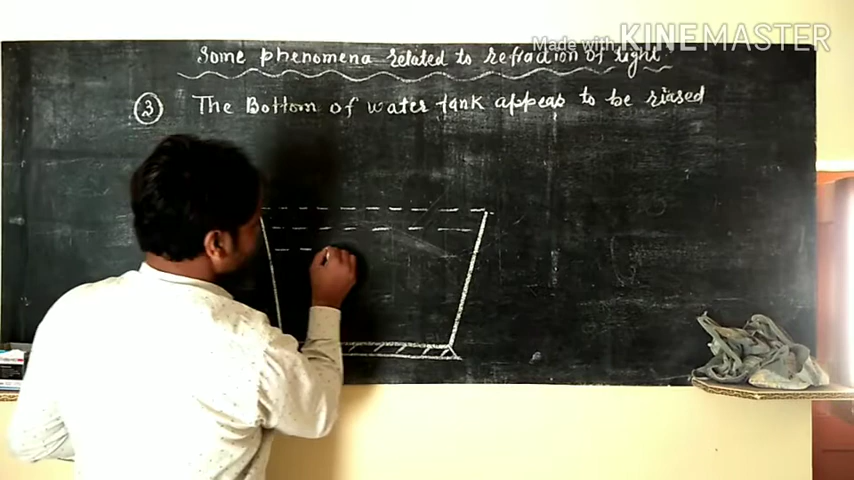 Made with KINEMASTER
Some phenomena related to refraction of light
3 The Bottom of water tank appears to be riased